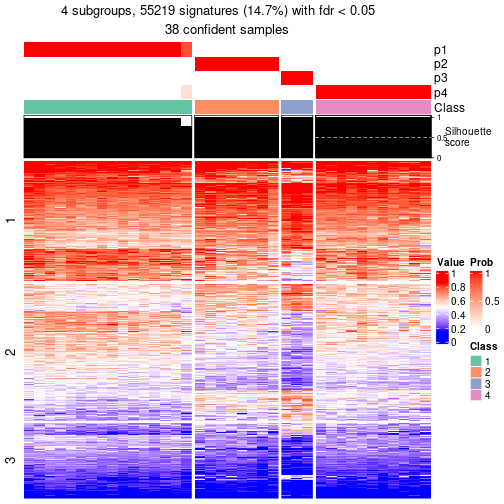 4 subgroups, 55219 signatures (14.7%) with fdr < 0.05
38 confident samples
p1
p2
p3
p4
Class
1
0.5
0
Silhouette
score
1
2
3
Value
1
0.8
0.6
0.4
0.2
0
Prob
1
0.5
0
Class
1
2
3
4